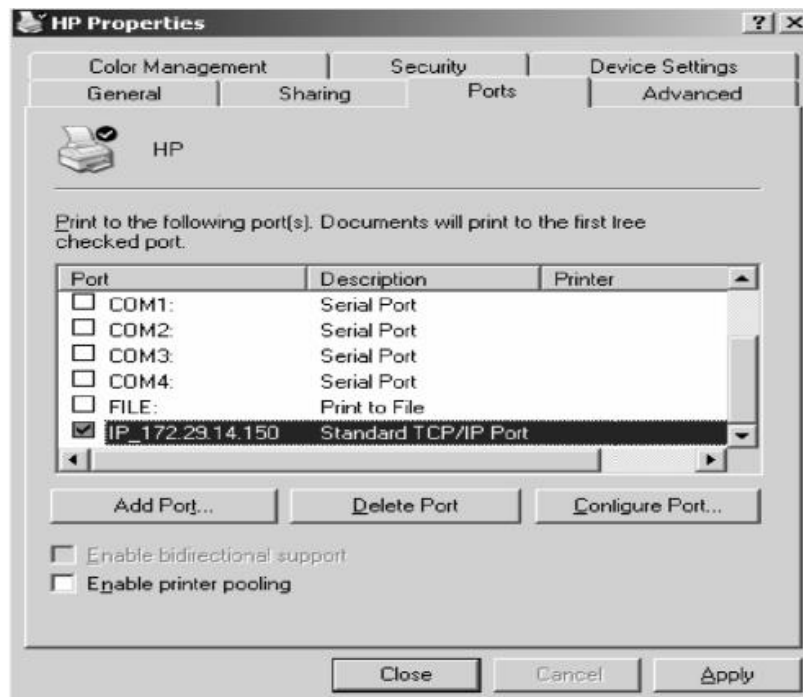 HP Properties
? ×
Color Management Security Device Settings
General Sharing Ports Advanced
HP
Print to the following port(s). Documents will print to the first free
checked port.
Port Description Printer
COM1: Serial Port
COM2: Serial Port
COM3: Serial Port
COM4: Serial Port
FILE: Print to File
IP_172.29.14.150 Standard TCP/IP Port
Add Port... Delete Port Configure Port...
Enable bidirectional support
Enable printer pooling
Close Cancel Apply